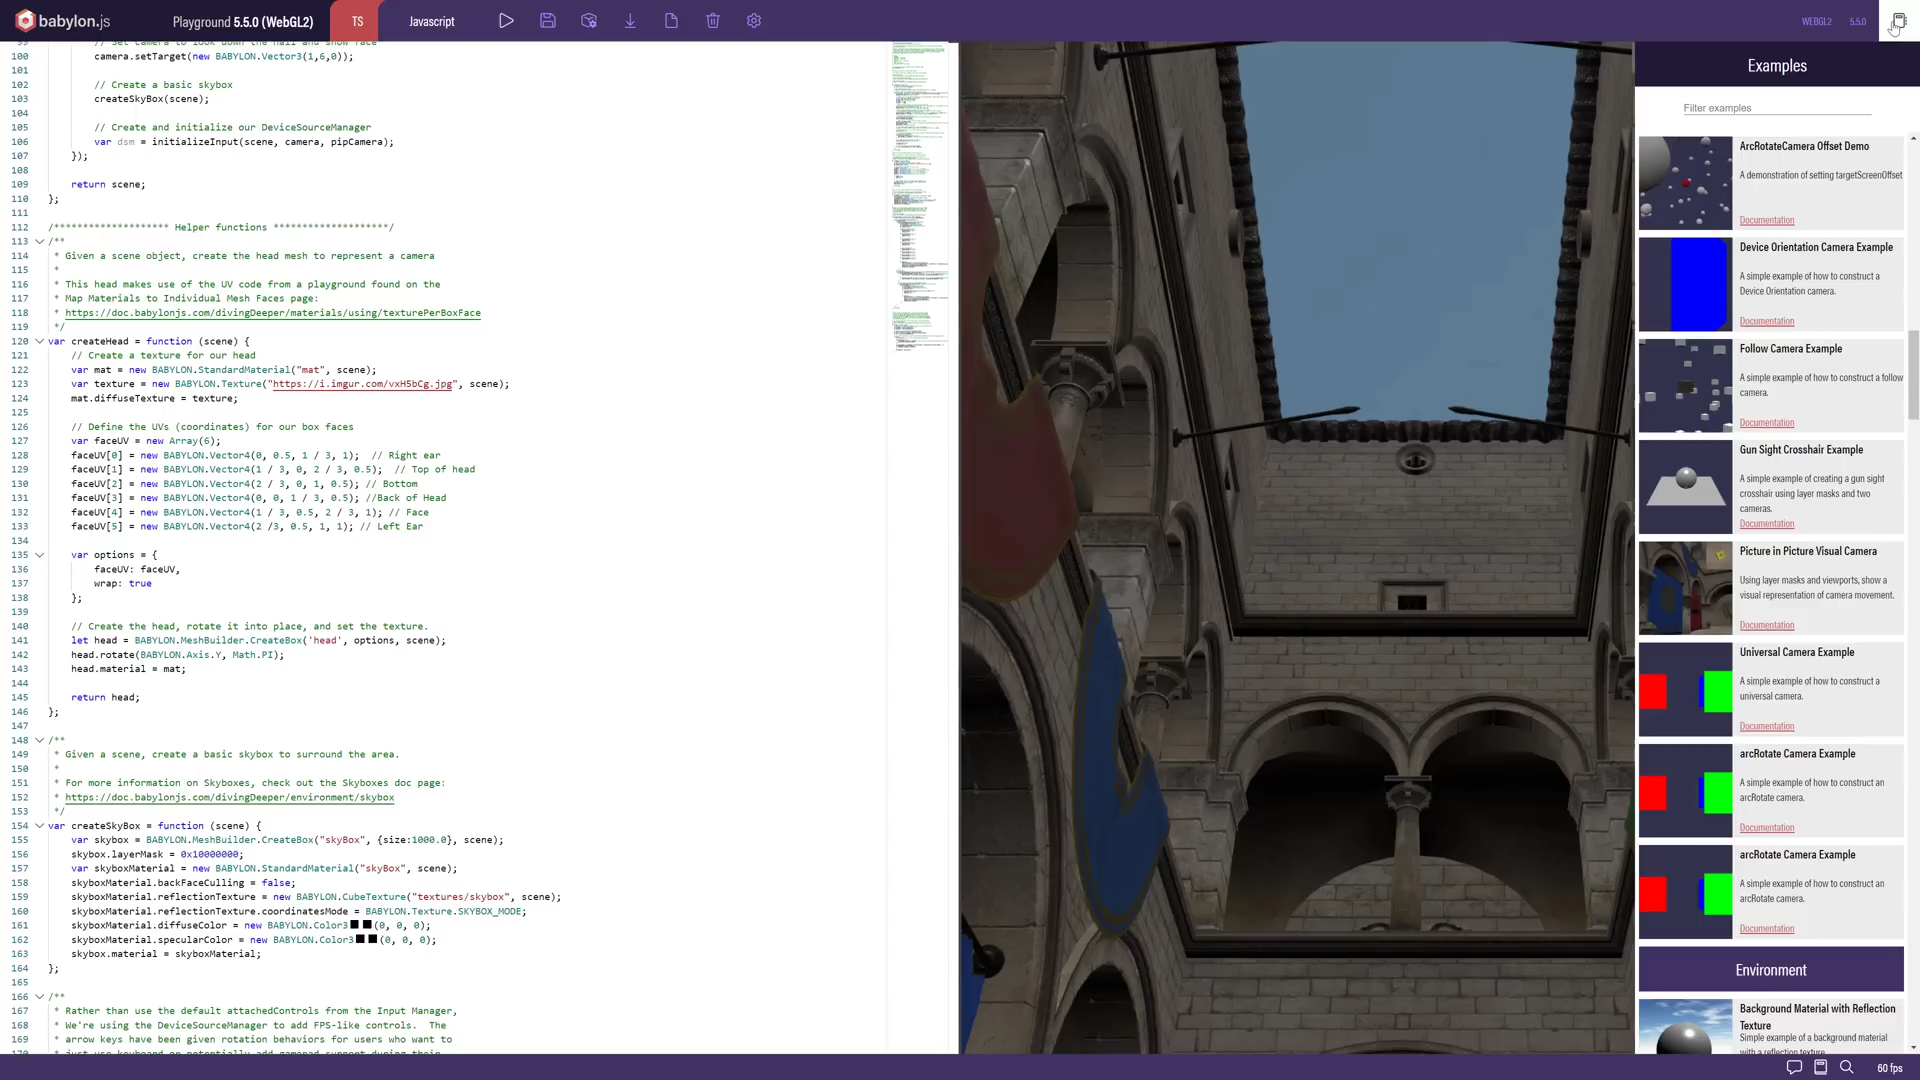 babylon.js
Playground 5.5.0 (WebGL2)
TS
Javascript
WEBGL2
5.5.0
100 camera.setTarget(new BABYLON.Vector3(1,6,0));
101
102 // Create a basic skybox
103 createSkyBox(scene);
104
105 // Create and initialize our DeviceSourceManager
106 var dsm = initializeInput(scene, camera, pipCamera);
107 });
108
109 return scene;
110 };
111
112 /******************** Helper functions ********************/
113 /**
114 * Given a scene object, create the head mesh to represent a camera
115 *
116 * This head makes use of the UV code from a playground found on the
117 * Map Materials to Individual Mesh Faces page:
118 * https://doc.babylonjs.com/divingDeeper/materials/using/texturePerBoxFace
119 */
120 var createHead = function (scene) {
121 // Create a texture for our head
122 var mat = new BABYLON.StandardMaterial("mat", scene);
123 var texture = new BABYLON.Texture("https://i.imgur.com/vxH5bCg.jpg", scene);
124 mat.diffuseTexture = texture;
125
126 // Define the UVs (coordinates) for our box faces
127 var faceUV = new Array(6);
128 faceUV[0] = new BABYLON.Vector4(0, 0.5, 1 / 3, 1); // Right ear
129 faceUV[1] = new BABYLON.Vector4(1 / 3, 0, 2 / 3, 0.5); // Top of head
130 faceUV[2] = new BABYLON.Vector4(2 / 3, 0, 1, 0.5); // Bottom
131 faceUV[3] = new BABYLON.Vector4(0, 0, 1 / 3, 0.5); //Back of Head
132 faceUV[4] = new BABYLON.Vector4(1 / 3, 0.5, 2 / 3, 1); // Face
133 faceUV[5] = new BABYLON.Vector4(2 /3, 0.5, 1, 1); // Left Ear
134
135 var options = {
136 faceUV: faceUV,
137 wrap: true
138 };
139
140 // Create the head, rotate it into place, and set the texture.
141 let head = BABYLON.MeshBuilder.CreateBox('head', options, scene);
142 head.rotate(BABYLON.Axis.Y, Math.PI);
143 head.material = mat;
144
145 return head;
146 };
147
148 /**
149 * Given a scene, create a basic skybox to surround the area.
150 *
151 * For more information on Skyboxes, check out the Skyboxes doc page:
152 * https://doc.babylonjs.com/divingDeeper/environment/skybox
153 */
154 var createSkyBox = function (scene) {
155 var skybox = BABYLON.MeshBuilder.CreateBox("skyBox", {size:1000.0}, scene);
156 skybox.layerMask = 0x10000000;
157 var skyboxMaterial = new BABYLON.StandardMaterial("skyBox", scene);
158 skyboxMaterial.backFaceCulling = false;
159 skyboxMaterial.reflectionTexture = new BABYLON.CubeTexture("textures/skybox", scene);
160 skyboxMaterial.reflectionTexture.coordinatesMode = BABYLON.Texture.SKYBOX_MODE;
161 skyboxMaterial.diffuseColor = new BABYLON.Color3(0, 0, 0);
162 skyboxMaterial.specularColor = new BABYLON.Color3(0, 0, 0);
163 skybox.material = skyboxMaterial;
164 };
165
166 /**
167 * Rather than use the default attachedControls from the Input Manager,
168 * We're using the DeviceSourceManager to add FPS-like controls. The
169 * arrow keys have been given rotation behaviors for users who want to
Examples
Filter examples
ArcRotateCamera Offset Demo
A demonstration of setting targetScreenOffset
Documentation
Device Orientation Camera Example
A simple example of how to construct a
Device Orientation camera.
Documentation
Follow Camera Example
A simple example of how to construct a follow
camera.
Documentation
Gun Sight Crosshair Example
A simple example of creating a gun sight
crosshair using layer masks and two
cameras.
Documentation
Picture in Picture Visual Camera
Using layer masks and viewports, show a
visual representation of camera movement.
Documentation
Universal Camera Example
A simple example of how to construct a
universal camera.
Documentation
arcRotate Camera Example
A simple example of how to construct an
arcRotate camera.
Documentation
arcRotate Camera Example
A simple example of how to construct an
arcRotate camera.
Documentation
Environment
Background Material with Reflection
Texture
Simple example of a background material
with a reflection texture
60 fps